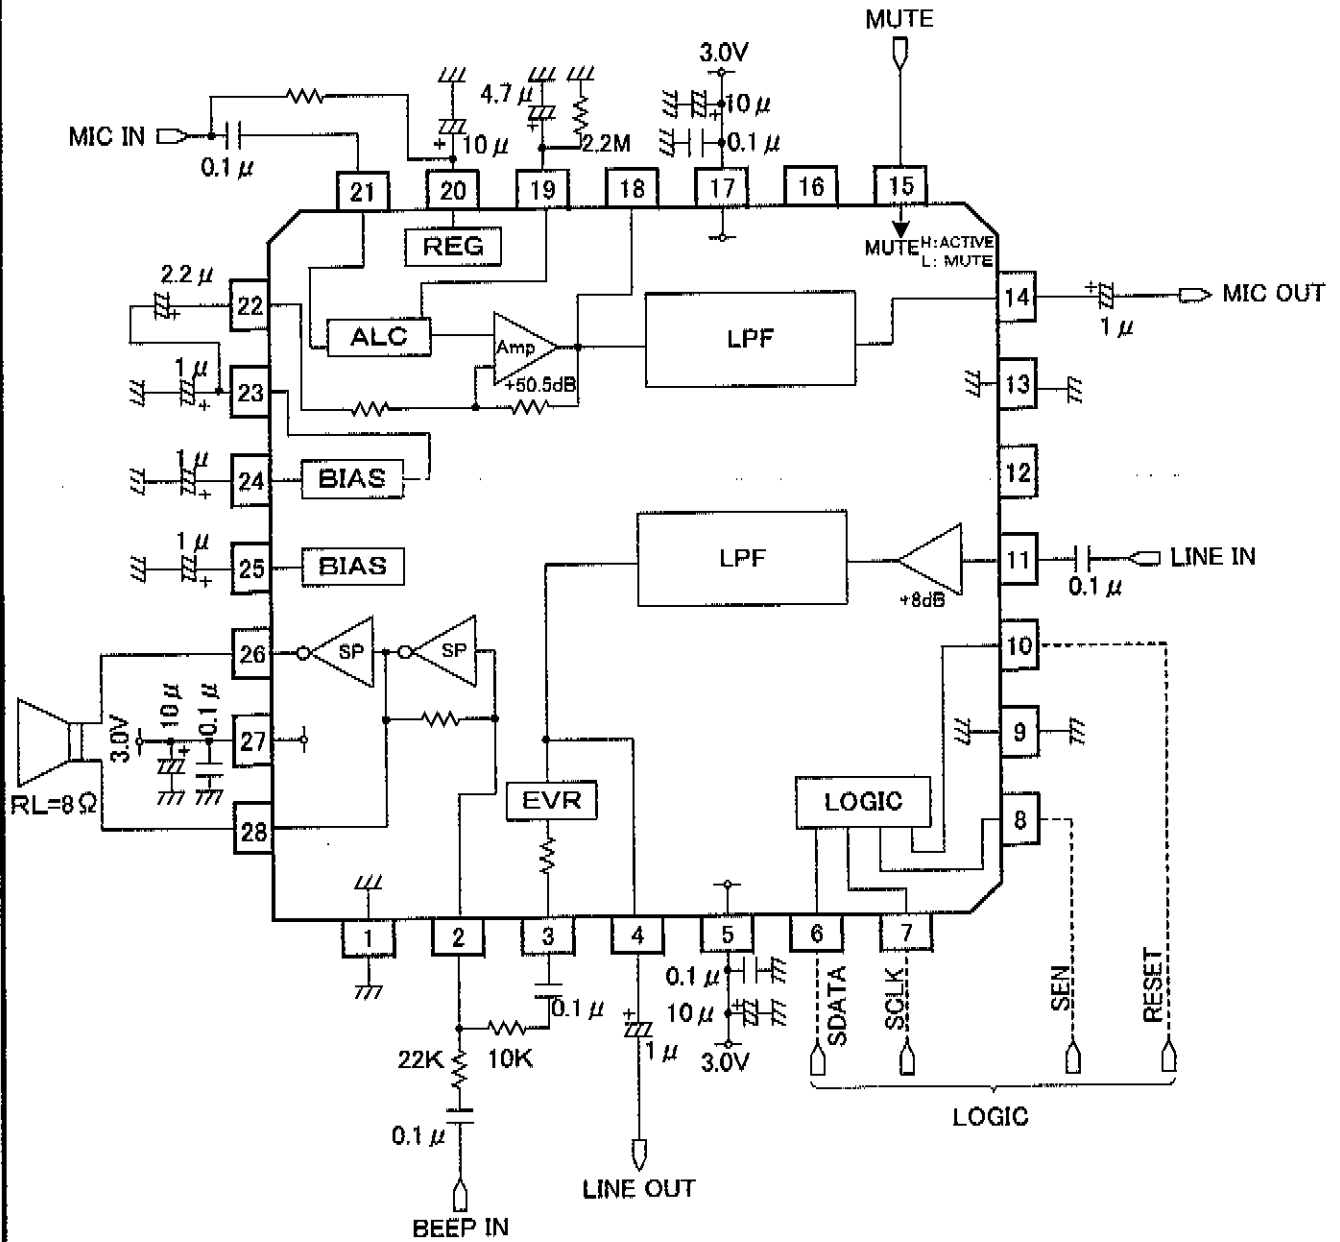 MUTE
3.0V
4.7 μ
10 μ
MIC IN
0.1 μ
+
10 μ
+
2.2M
+
0.1 μ
21
20
19
18
17
16
15
REG
MUTE H:ACTIVE
L: MUTE
2.2 μ
+
22
ALC
Amp
+50.5dB
LPF
14
+
1 μ
MIC OUT
1 μ
+
23
13
1 μ
+
24
BIAS
12
1 μ
+
25
BIAS
LPF
+8dB
11
0.1 μ
LINE IN
26
SP
SP
10
3.0V
10 μ
+
0.1 μ
27
9
RL=8Ω
28
EVR
LOGIC
8
1
2
3
4
5
6
7
0.1 μ
10 μ
+
3.0V
SDATA
SCLK
SEN
RESET
0.1 μ
+
1 μ
22K
10K
0.1 μ
LOGIC
LINE OUT
BEEP IN